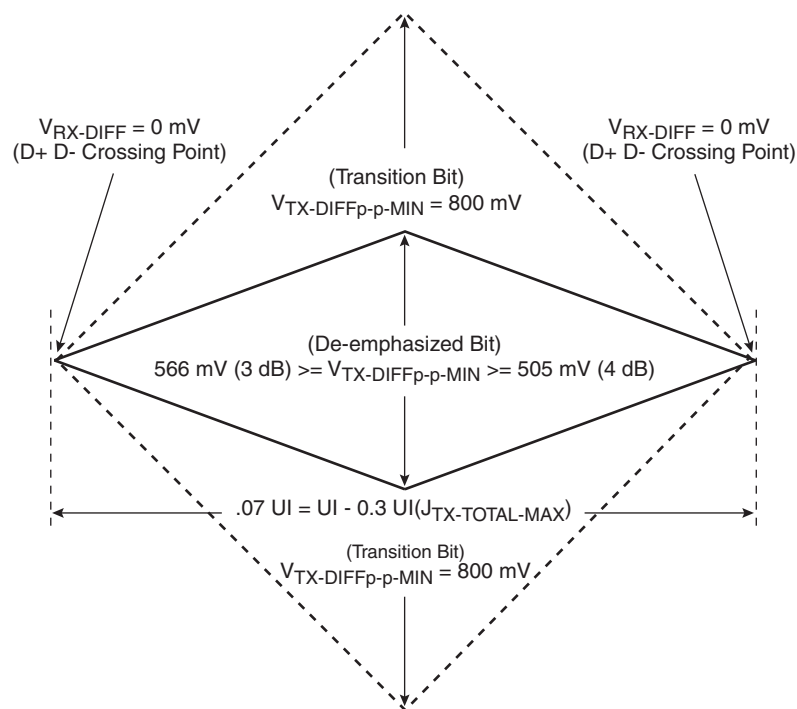 V_RX-DIFF = 0 mV
(D+ D- Crossing Point)
V_RX-DIFF = 0 mV
(D+ D- Crossing Point)
(Transition Bit)
V_TX-DIFFp-p-MIN = 800 mV
(De-emphasized Bit)
566 mV (3 dB) >= V_TX-DIFFp-p-MIN >= 505 mV (4 dB)
.07 UI = UI - 0.3 UI(J_TX-TOTAL-MAX)
(Transition Bit)
V_TX-DIFFp-p-MIN = 800 mV